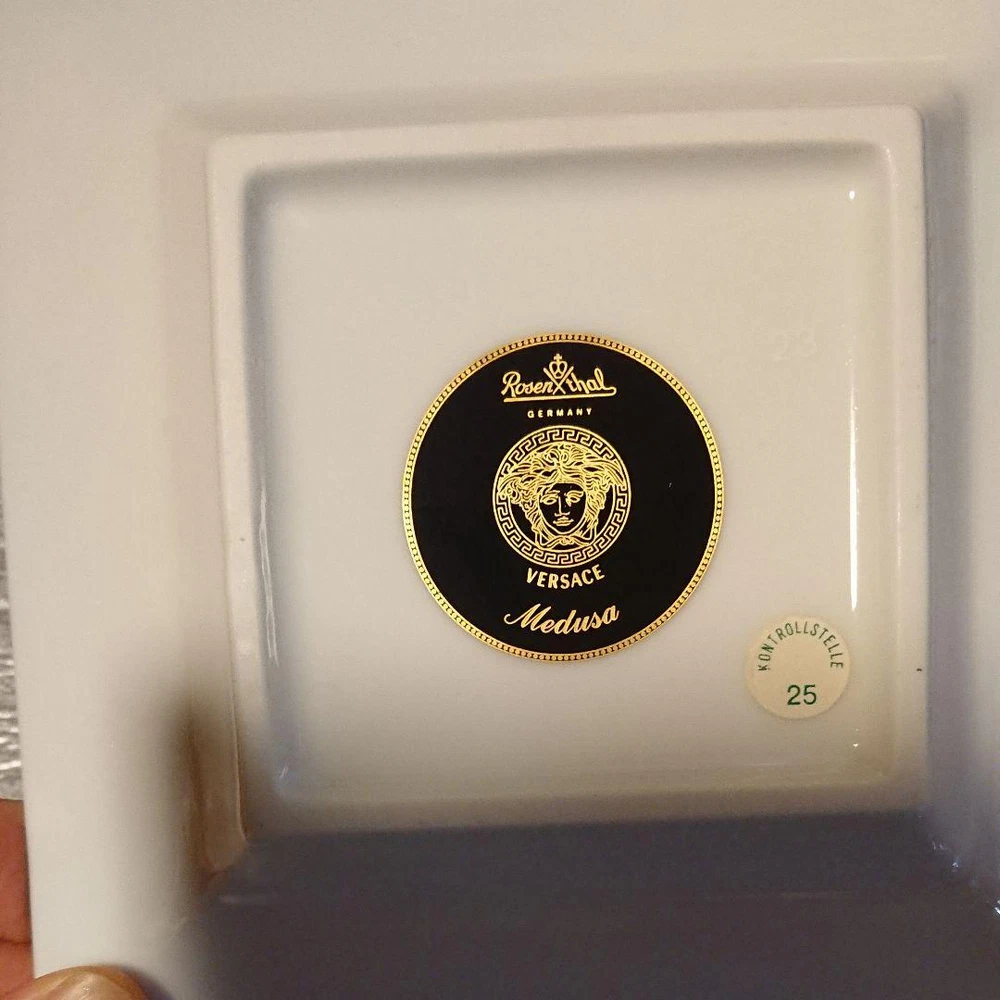 Rosenthal
GERMANY
VERSACE
Medusa
KONTROLLSTELLE
25